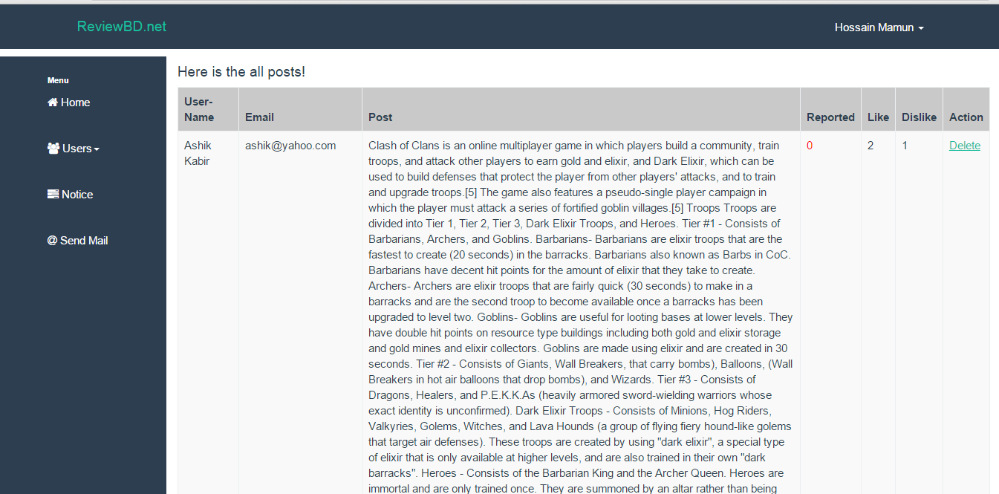 ReviewBD.net
Hossain Mamun
Menu
Home
Users
Notice
@ Send Mail
Here is the all posts!
User-
Name
Email
Post
Reported
Like
Dislike
Action
Ashik
Kabir
ashik@yahoo.com
Clash of Clans is an online multiplayer game in which players build a community, train
troops, and attack other players to earn gold and elixir, and Dark Elixir, which can be
used to build defenses that protect the player from other players' attacks, and to train
and upgrade troops.[5] The game also features a pseudo-single player campaign in
which the player must attack a series of fortified goblin villages.[5] Troops Troops are
divided into Tier 1, Tier 2, Tier 3, Dark Elixir Troops, and Heroes. Tier #1 - Consists of
Barbarians, Archers, and Goblins. Barbarians- Barbarians are elixir troops that are the
fastest to create (20 seconds) in the barracks. Barbarians also known as Barbs in CoC.
Barbarians have decent hit points for the amount of elixir that they take to create.
Archers- Archers are elixir troops that are fairly quick (30 seconds) to make in a
barracks and are the second troop to become available once a barracks has been
upgraded to level two. Goblins- Goblins are useful for looting bases at lower levels. They
have double hit points on resource type buildings including both gold and elixir storage
and gold mines and elixir collectors. Goblins are made using elixir and are created in 30
seconds. Tier #2 - Consists of Giants, Wall Breakers, that carry bombs), Balloons, (Wall
Breakers in hot air balloons that drop bombs), and Wizards. Tier #3 - Consists of
Dragons, Healers, and P.E.K.K.As (heavily armored sword-wielding warriors whose
exact identity is unconfirmed). Dark Elixir Troops - Consists of Minions, Hog Riders,
Valkyries, Golems, Witches, and Lava Hounds (a group of flying fiery hound-like golems
that target air defenses). These troops are created by using "dark elixir", a special type
of elixir that is only available at higher levels, and are also trained in their own "dark
barracks". Heroes - Consists of the Barbarian King and the Archer Queen. Heroes are
immortal and are only trained once. They are summoned by an altar rather than being
0
2
1
Delete